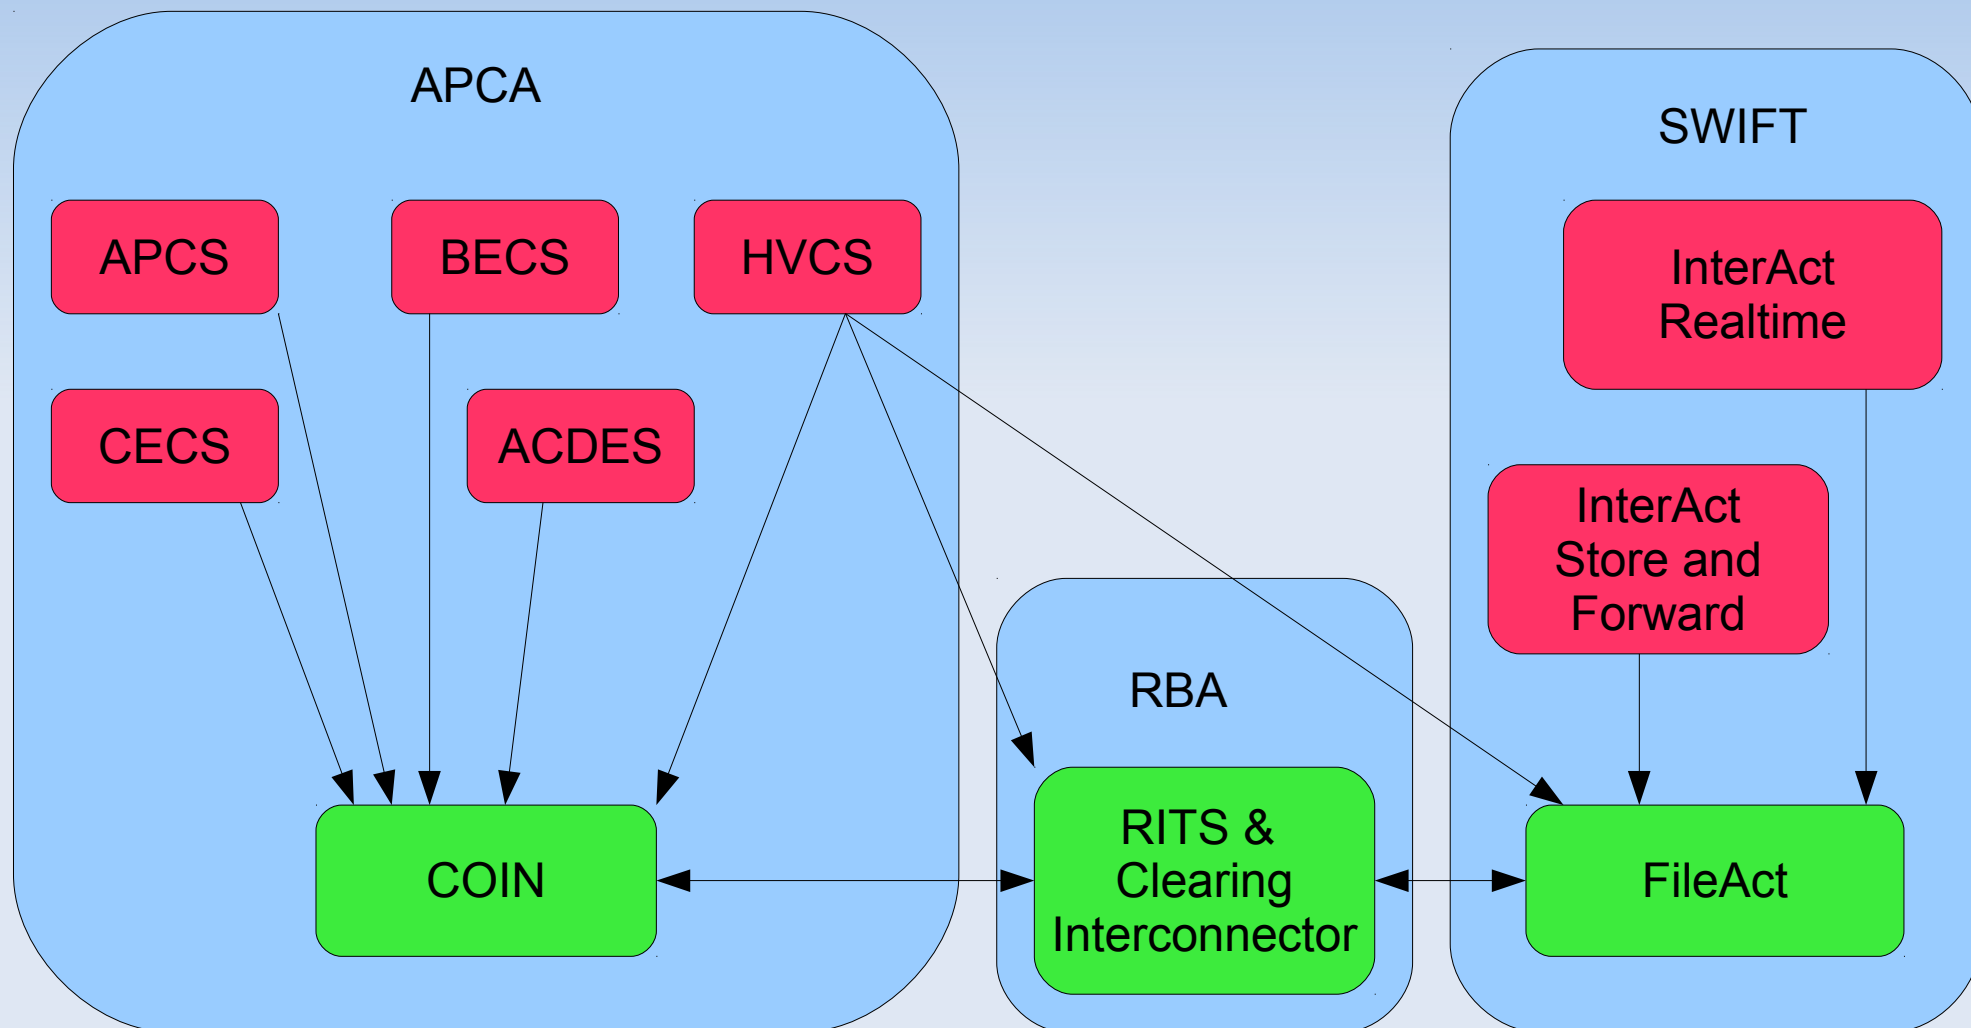 APCA
APCS
BECS
HVCS
CECS
ACDES
COIN
RBA
RITS &
Clearing
Interconnector
SWIFT
InterAct
Realtime
InterAct
Store and
Forward
FileAct